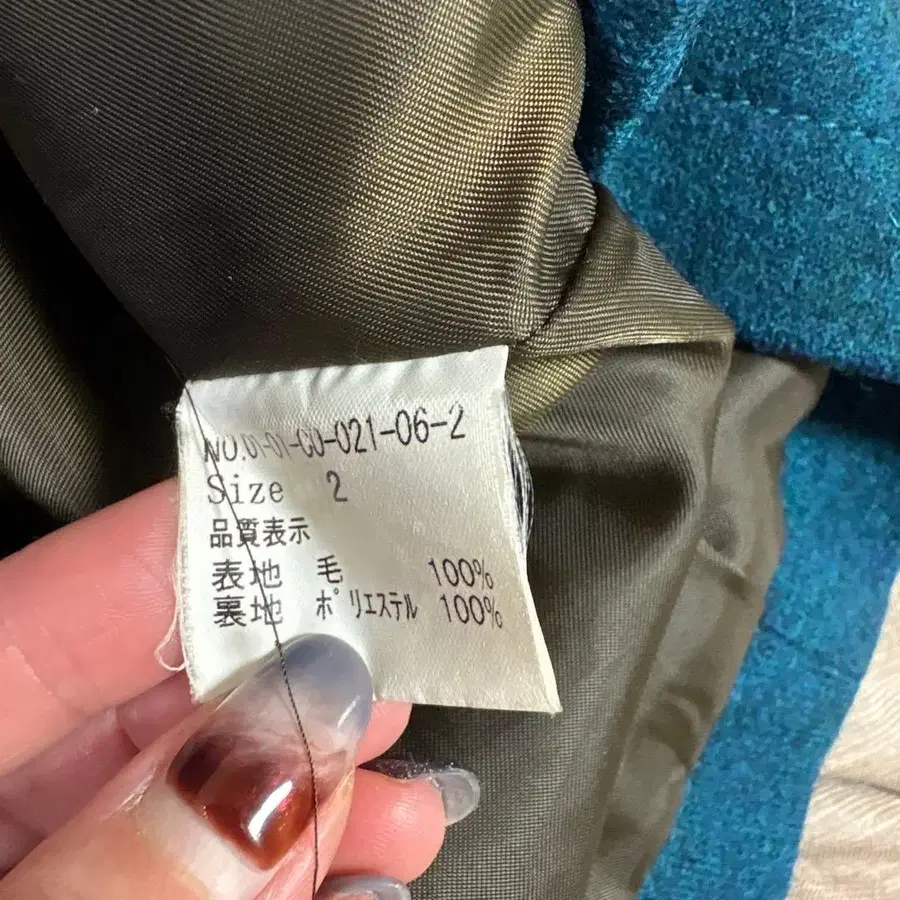 NO.0-01-CO-021-06-2
Size 2
品質表示
表地 毛 100%
裏地 ポリエステル 100%